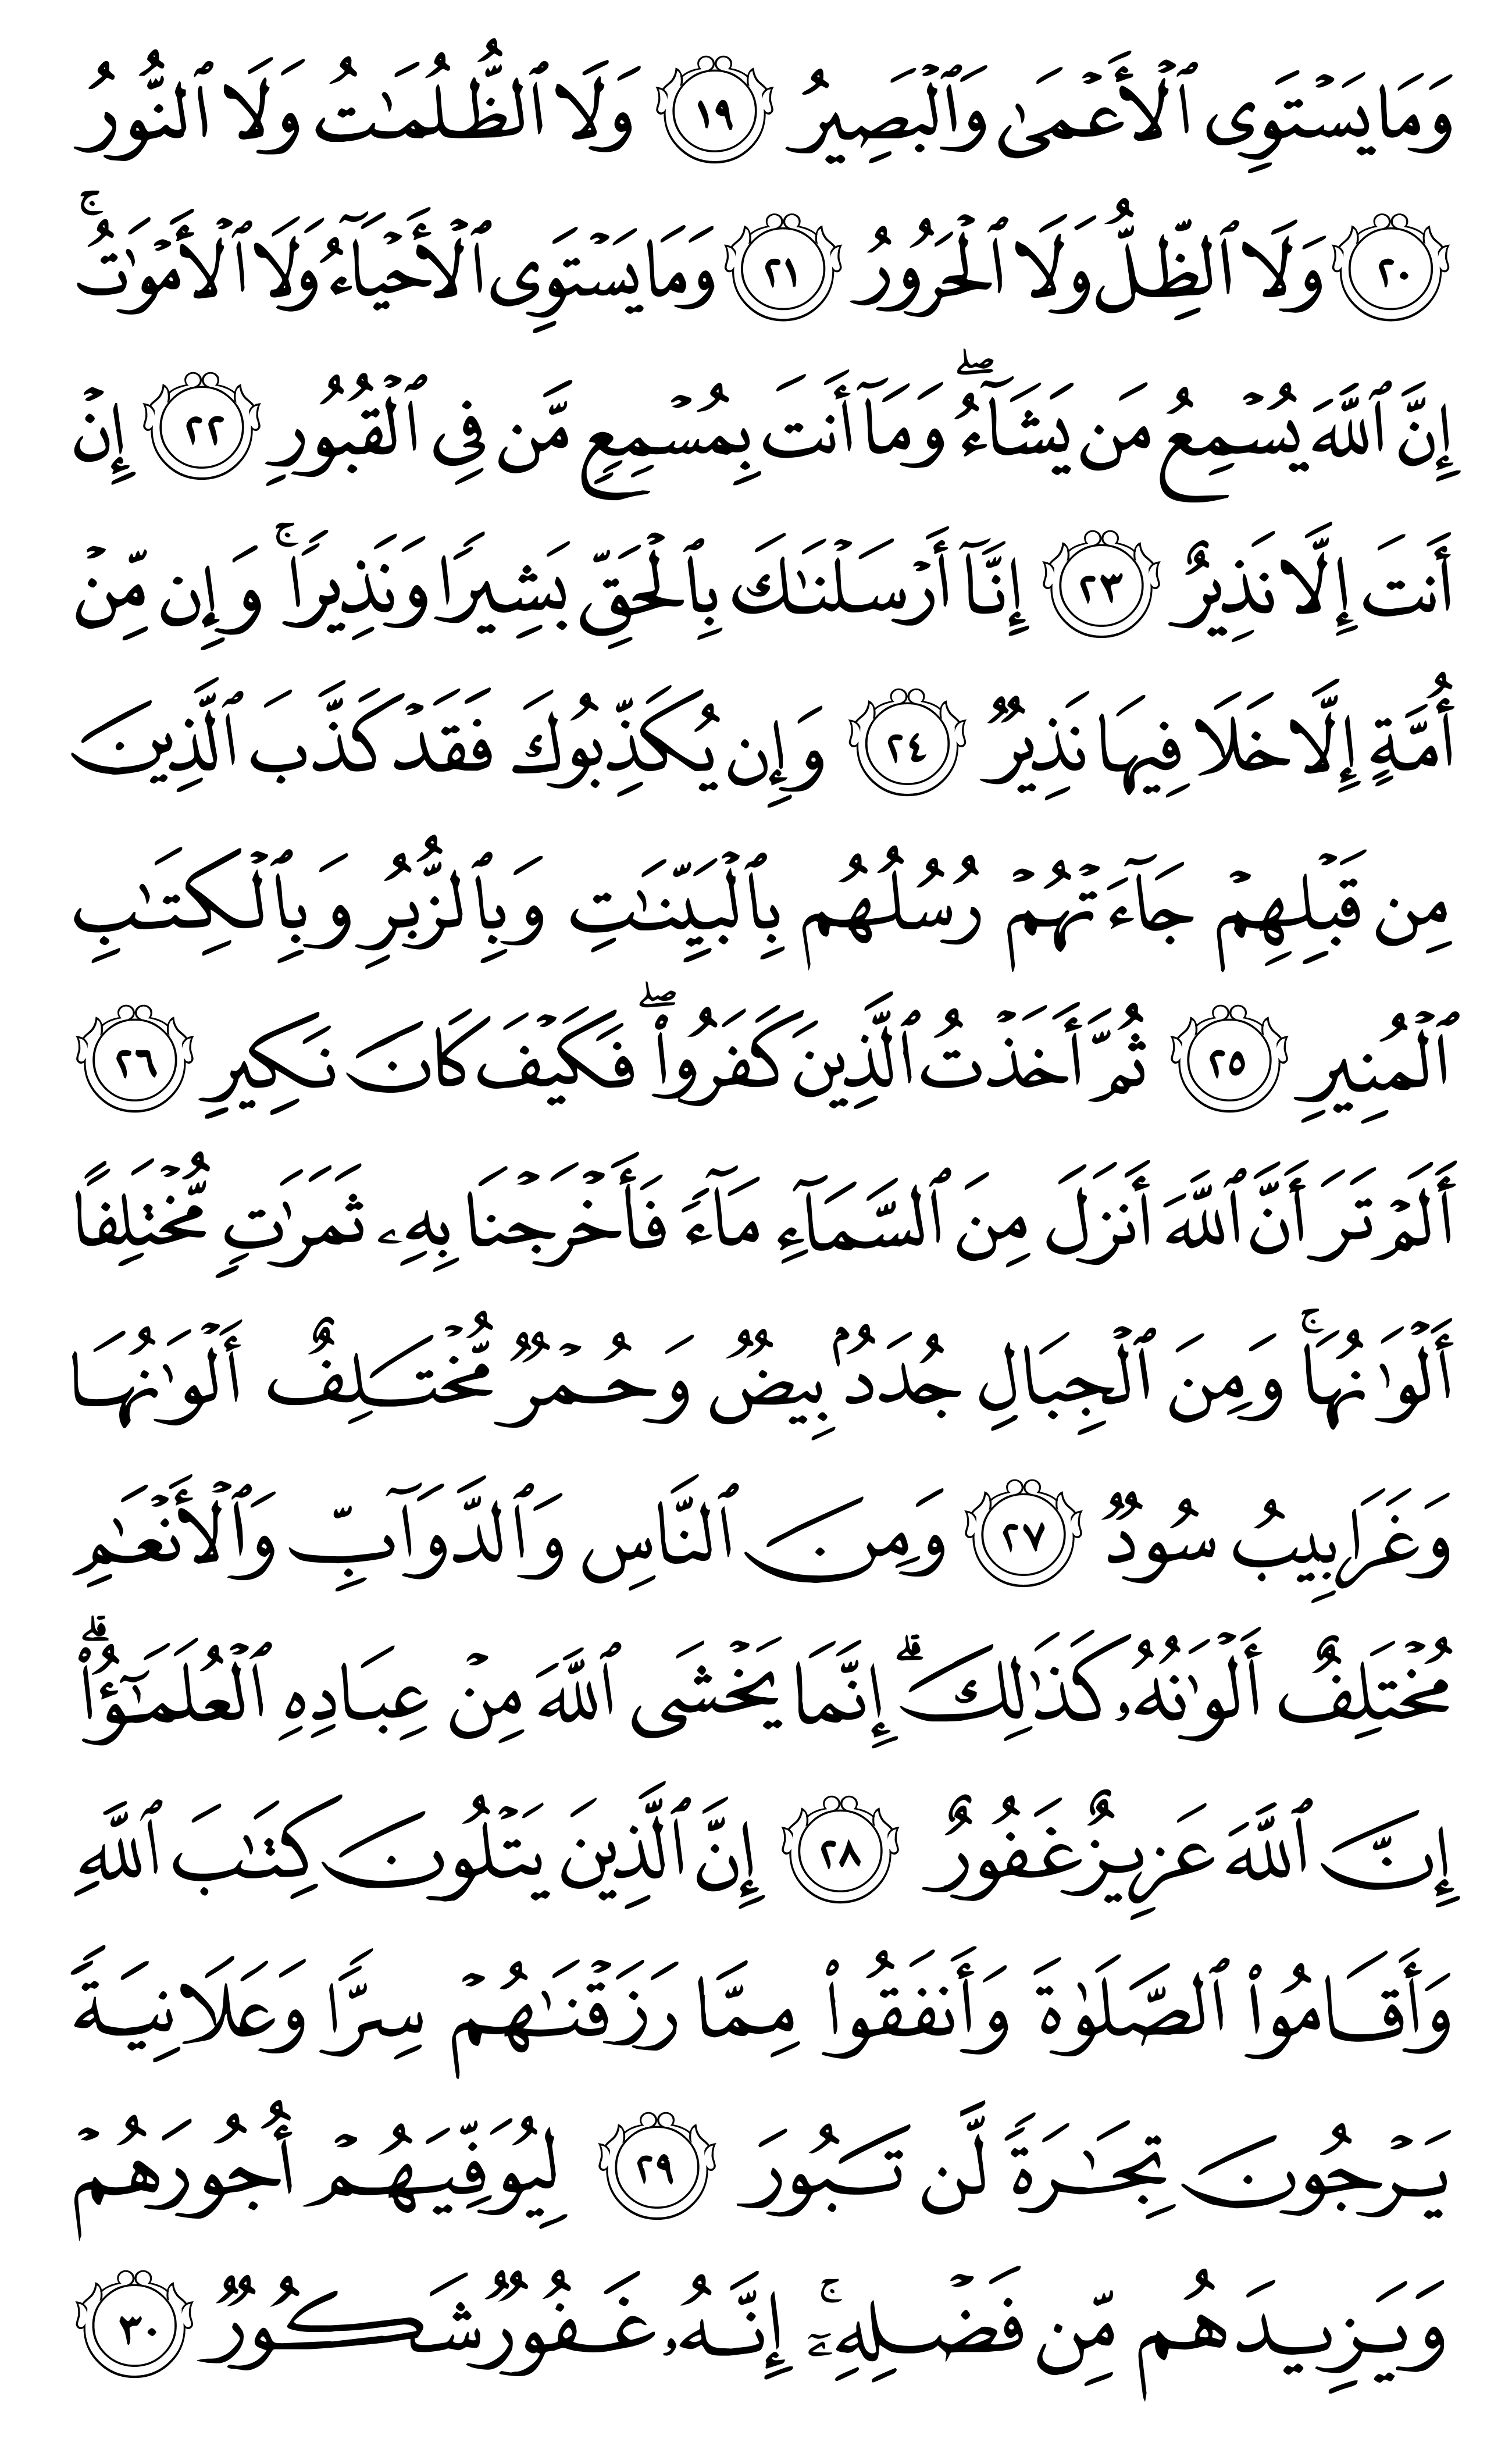 وَمَا يَسۡتَوِي ٱلۡأَعۡمَىٰ وَٱلۡبَصِيرُ ١٩ وَلَا ٱلظُّلُمَٰتُ وَلَا ٱلنُّورُ
٢٠ وَلَا ٱلظِّلُّ وَلَا ٱلۡحَرُورُ ٢١ وَمَا يَسۡتَوِي ٱلۡأَحۡيَآءُ وَلَا ٱلۡأَمۡوَٰتُۚ
إِنَّ ٱللَّهَ يُسۡمِعُ مَن يَشَآءُۖ وَمَآ أَنتَ بِمُسۡمِعٖ مَّن فِي ٱلۡقُبُورِ ٢٢ إِنۡ
أَنتَ إِلَّا نَذِيرٌ ٢٣ إِنَّآ أَرۡسَلۡنَٰكَ بِٱلۡحَقِّ بَشِيرٗا وَنَذِيرٗاۚ وَإِن مِّنۡ
أُمَّةٍ إِلَّا خَلَا فِيهَا نَذِيرٞ ٢٤ وَإِن يُكَذِّبُوكَ فَقَدۡ كَذَّبَ ٱلَّذِينَ
مِن قَبۡلِهِمۡ جَآءَتۡهُمۡ رُسُلُهُم بِٱلۡبَيِّنَٰتِ وَبِٱلزُّبُرِ وَبِٱلۡكِتَٰبِ
ٱلۡمُنِيرِ ٢٥ ثُمَّ أَخَذۡتُ ٱلَّذِينَ كَفَرُواْۖ فَكَيۡفَ كَانَ نَكِيرِ ٢٦
أَلَمۡ تَرَ أَنَّ ٱللَّهَ أَنزَلَ مِنَ ٱلسَّمَآءِ مَآءٗ فَأَخۡرَجۡنَا بِهِۦ ثَمَرَٰتٖ مُّخۡتَلِفًا
أَلۡوَٰنُهَاۚ وَمِنَ ٱلۡجِبَالِ جُدَدُۢ بِيضٞ وَحُمۡرٞ مُّخۡتَلِفٌ أَلۡوَٰنُهَا
وَغَرَابِيبُ سُودٞ ٢٧ وَمِنَ ٱلنَّاسِ وَٱلدَّوَآبِّ وَٱلۡأَنۡعَٰمِ
مُخۡتَلِفٌ أَلۡوَٰنُهُۥ كَذَٰلِكَۗ إِنَّمَا يَخۡشَى ٱللَّهَ مِنۡ عِبَادِهِ ٱلۡعُلَمَٰٓؤُاْۗ
إِنَّ ٱللَّهَ عَزِيزٌ غَفُورٌ ٢٨ إِنَّ ٱلَّذِينَ يَتۡلُونَ كِتَٰبَ ٱللَّهِ
وَأَقَامُواْ ٱلصَّلَوٰةَ وَأَنفَقُواْ مِمَّا رَزَقۡنَٰهُمۡ سِرّٗا وَعَلَانِيَةٗ
يَرۡجُونَ تِجَٰرَةٗ لَّن تَبُورَ ٢٩ لِيُوَفِّيَهُمۡ أُجُورَهُمۡ
وَيَزِيدَهُم مِّن فَضۡلِهِۦٓۚ إِنَّهُۥ غَفُورٞ شَكُورٞ ٣٠